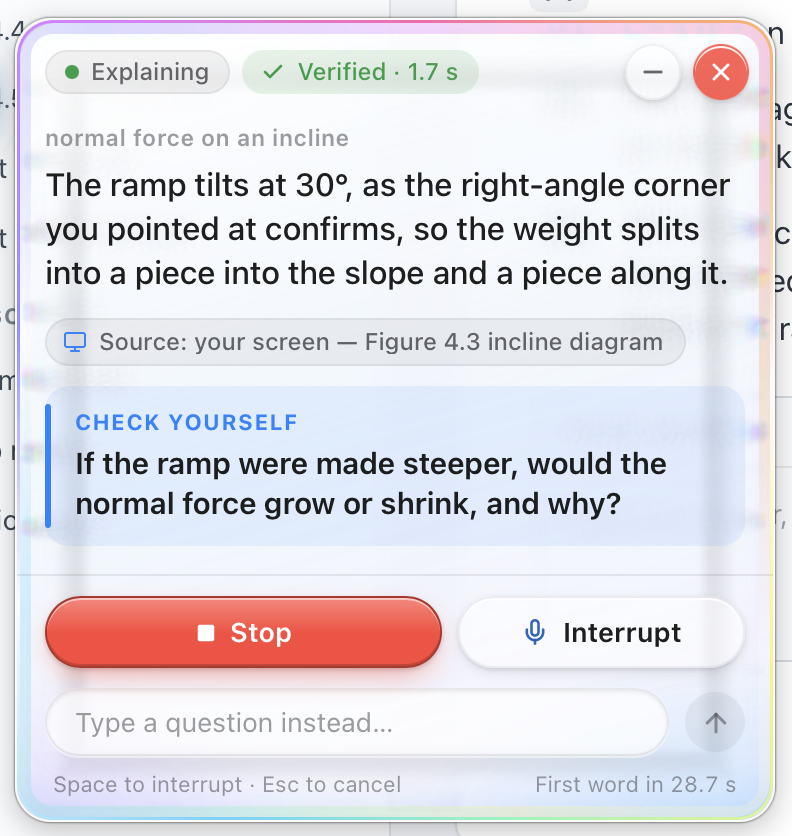 Explaining
Verified · 1.7 s
normal force on an incline
The ramp tilts at 30°, as the right-angle corner
you pointed at confirms, so the weight splits
into a piece into the slope and a piece along it.
Source: your screen — Figure 4.3 incline diagram
CHECK YOURSELF
If the ramp were made steeper, would the
normal force grow or shrink, and why?
Stop
Interrupt
Type a question instead...
Space to interrupt · Esc to cancel
First word in 28.7 s